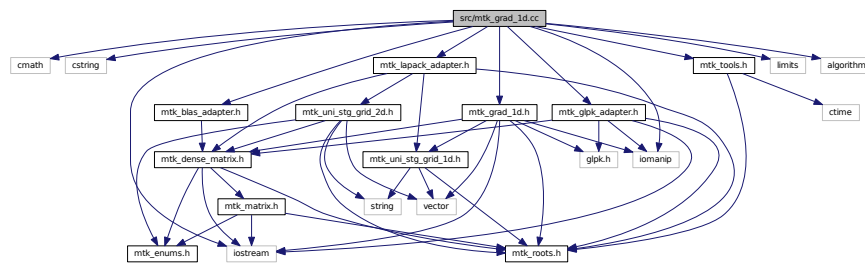 src/mtk_grad_1d.cc
cmath
cstring
mtk_lapack_adapter.h
mtk_tools.h
limits
algorithm
mtk_blas_adapter.h
mtk_uni_stg_grid_2d.h
mtk_grad_1d.h
mtk_glpk_adapter.h
ctime
mtk_dense_matrix.h
mtk_uni_stg_grid_1d.h
glpk.h
iomanip
mtk_matrix.h
string
vector
mtk_enums.h
iostream
mtk_roots.h